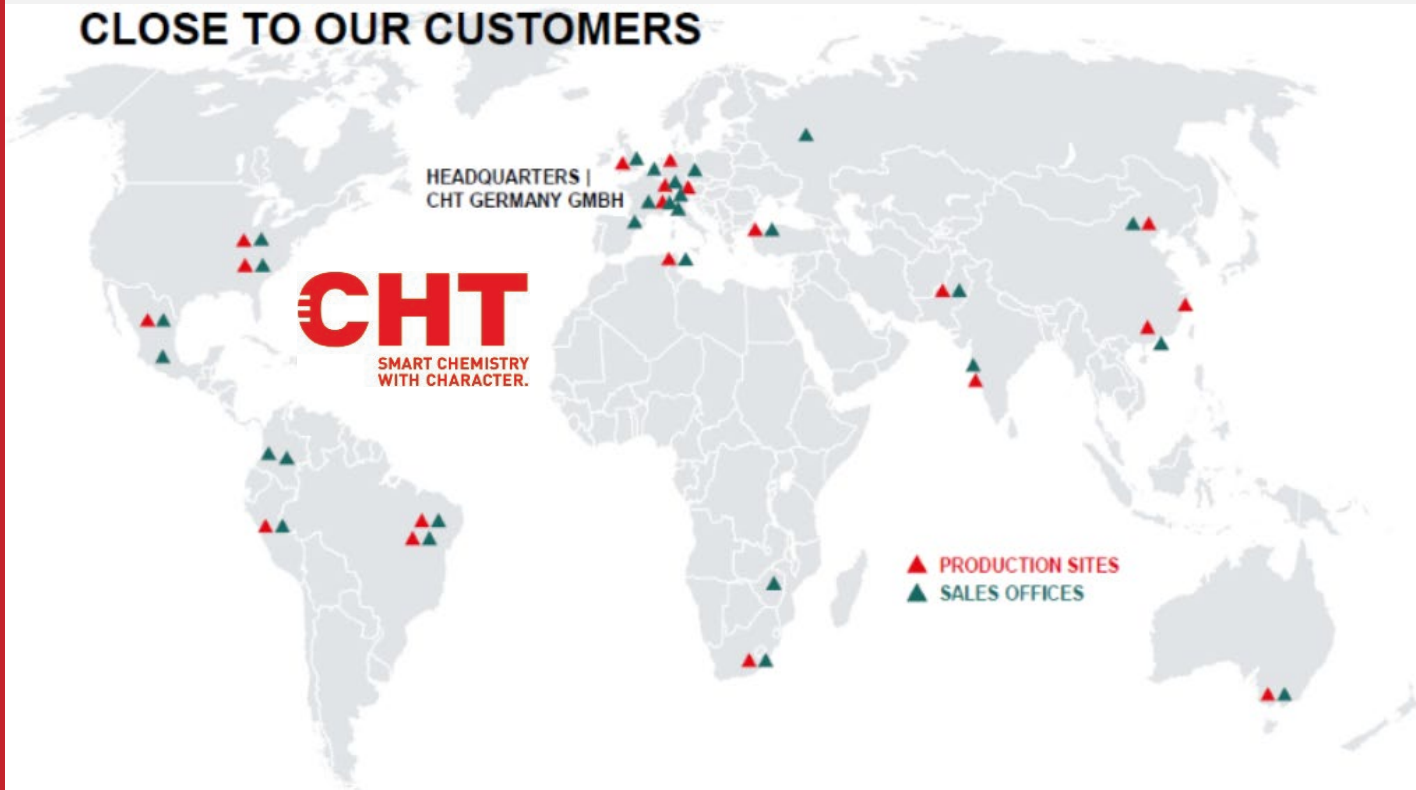 CLOSE TO OUR CUSTOMERS
HEADQUARTERS |
CHT GERMANY GMBH
CHT
SMART CHEMISTRY
WITH CHARACTER.
PRODUCTION SITES
SALES OFFICES